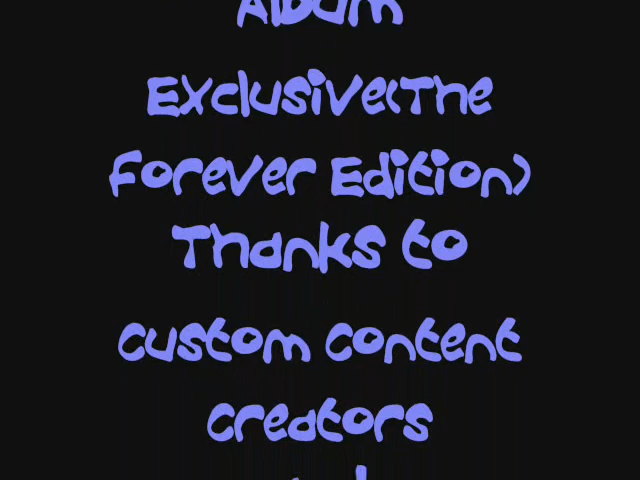 Album
Exclusive(The
Forever Edition)
Thanks to
custom content
creators